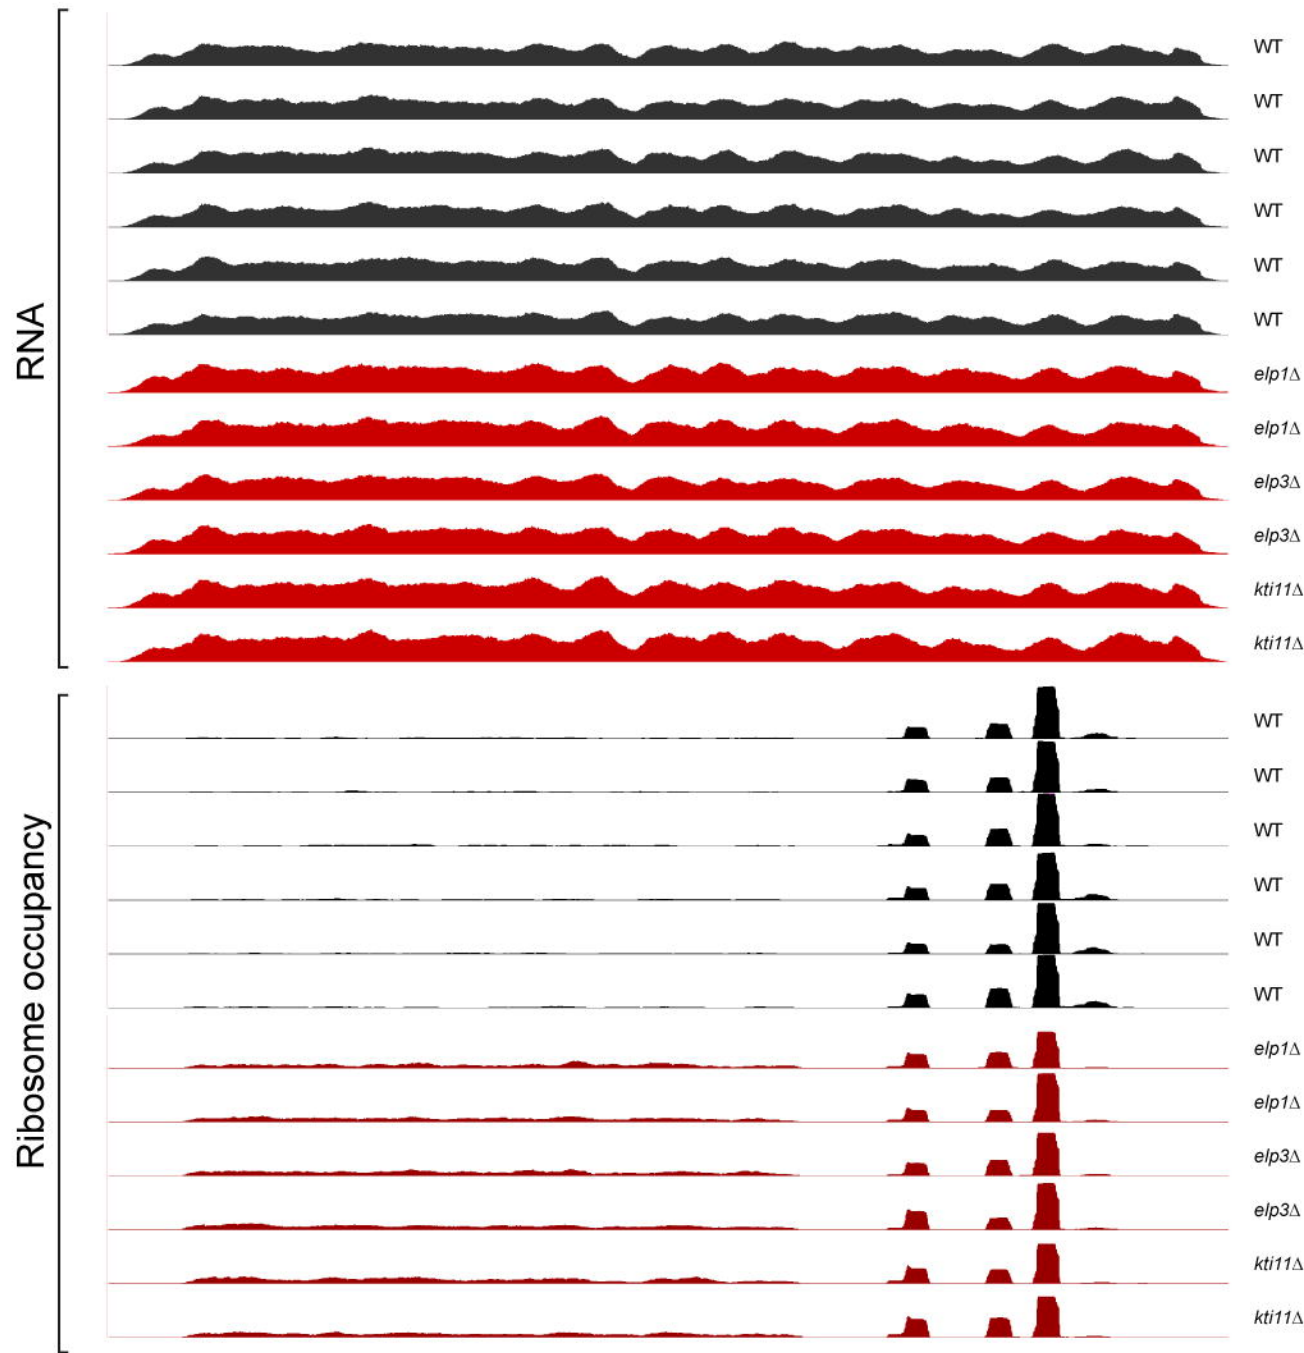 RNA
WT
WT
WT
WT
WT
WT
elp1Δ
elp1Δ
elp3Δ
elp3Δ
kti11Δ
kti11Δ
Ribosome occupancy
WT
WT
WT
WT
WT
WT
elp1Δ
elp1Δ
elp3Δ
elp3Δ
kti11Δ
kti11Δ